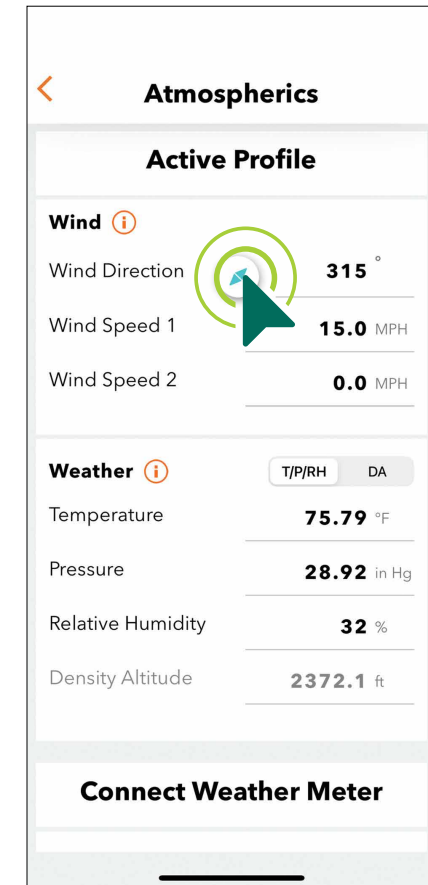 Atmospherics
Active Profile
Wind i
Wind Direction 315 °
Wind Speed 1 15.0 MPH
Wind Speed 2 0.0 MPH
Weather i T/P/RH DA
Temperature 75.79 °F
Pressure 28.92 in Hg
Relative Humidity 32 %
Density Altitude 2372.1 ft
Connect Weather Meter